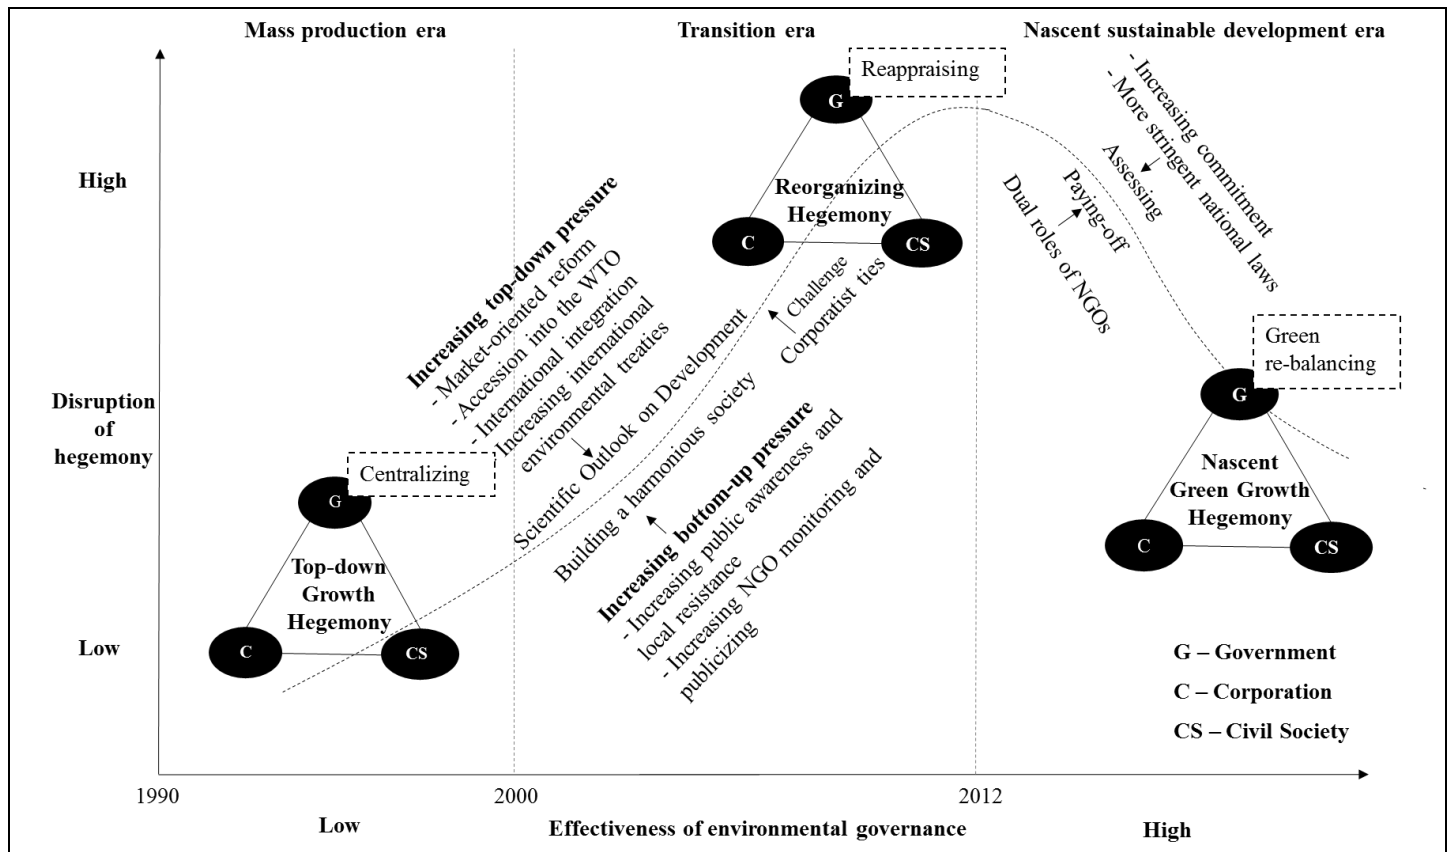 Mass production era
Transition era
Nascent sustainable development era
Reappraising
G
Reorganizing
Hegemony
C
CS
High
Disruption
of
hegemony
Low
Increasing top-down pressure
- Market-oriented reform
- Accession into the WTO
- International integration
- Increasing international
environmental treaties
Scientific Outlook on Development
Building a harmonious society
Challenge
Corporatist ties
Increasing bottom-up pressure
- Increasing public awareness and
local resistance
- Increasing NGO monitoring and
publicizing
Centralizing
G
Top-down
Growth
Hegemony
C
CS
- Increasing commitment
- More stringent national laws
Assessing
Paying-off
Dual roles of NGOs
Green
re-balancing
G
Nascent
Green Growth
Hegemony
C
CS
G – Government
C – Corporation
CS – Civil Society
1990
2000
2012
Low
Effectiveness of environmental governance
High